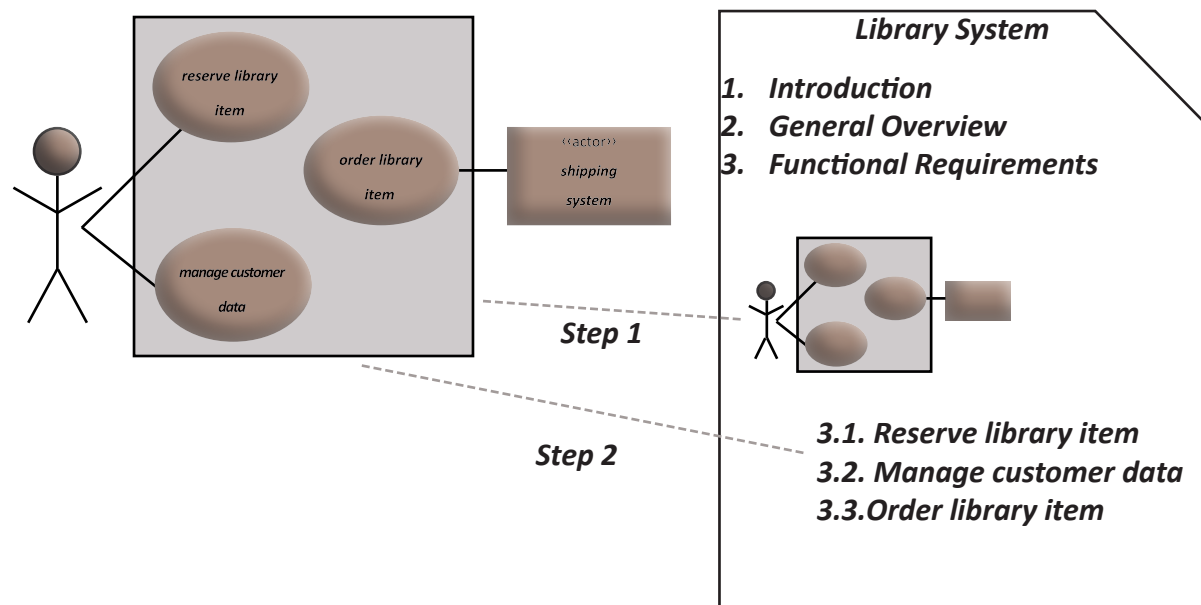 reserve library
item
order library
item
manage customer
data
‹‹actor››
shipping
system
Step 1
Step 2
Library System
1. Introduction
2. General Overview
3. Functional Requirements
3.1. Reserve library item
3.2. Manage customer data
3.3.Order library item